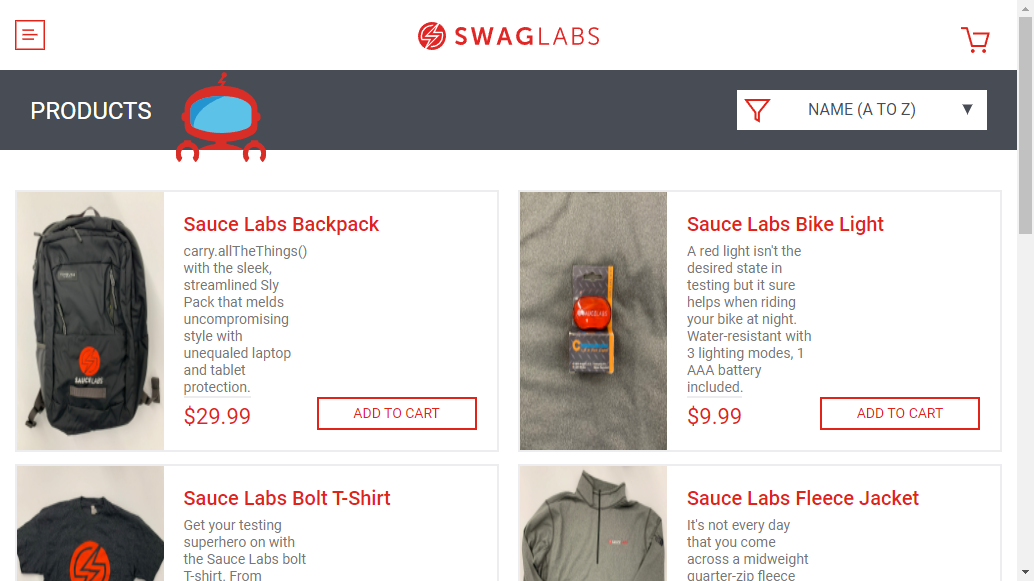 SWAGLABS
PRODUCTS
NAME (A TO Z)
Sauce Labs Backpack
carry.allTheThings()
with the sleek,
streamlined Sly
Pack that melds
uncompromising
style with
unequaled laptop
and tablet
protection.
$29.99
ADD TO CART
SAUCELABS
Sauce Labs Bike Light
A red light isn't the
desired state in
testing but it sure
helps when riding
your bike at night.
Water-resistant with
3 lighting modes, 1
AAA battery
included.
$9.99
ADD TO CART
SAUCELABS
Sauce Labs Bolt T-Shirt
Get your testing
superhero on with
the Sauce Labs bolt
T-shirt. From
Sauce Labs Fleece Jacket
It's not every day
that you come
across a midweight
quarter-zip fleece